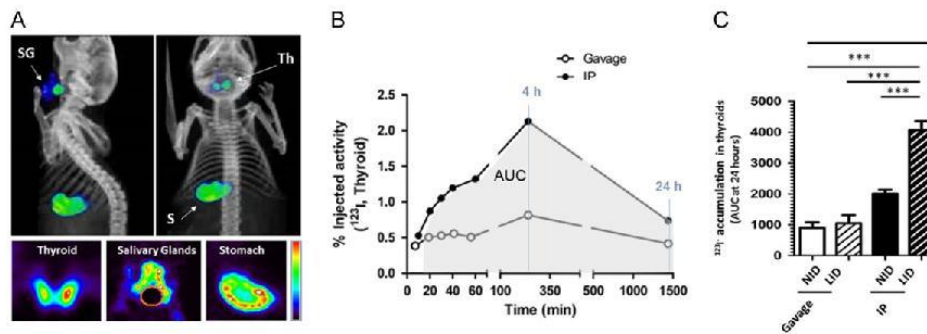 A
SG
Th
S
Thyroid
Salivary Glands
Stomach
B
% Injected activity
(¹²³I, Thyroid)
2.5
2.0
1.5
1.0
0.5
0.0
Gavage
IP
4 h
24 h
AUC
0 20 40 60 100 350 500 1000 1500
Time (min)
C
¹²³I⁻ accumulation in thyroids
(AUC at 24 hours)
5000
4000
3000
2000
1000
0
***
***
***
NID LID NID LID
Gavage IP